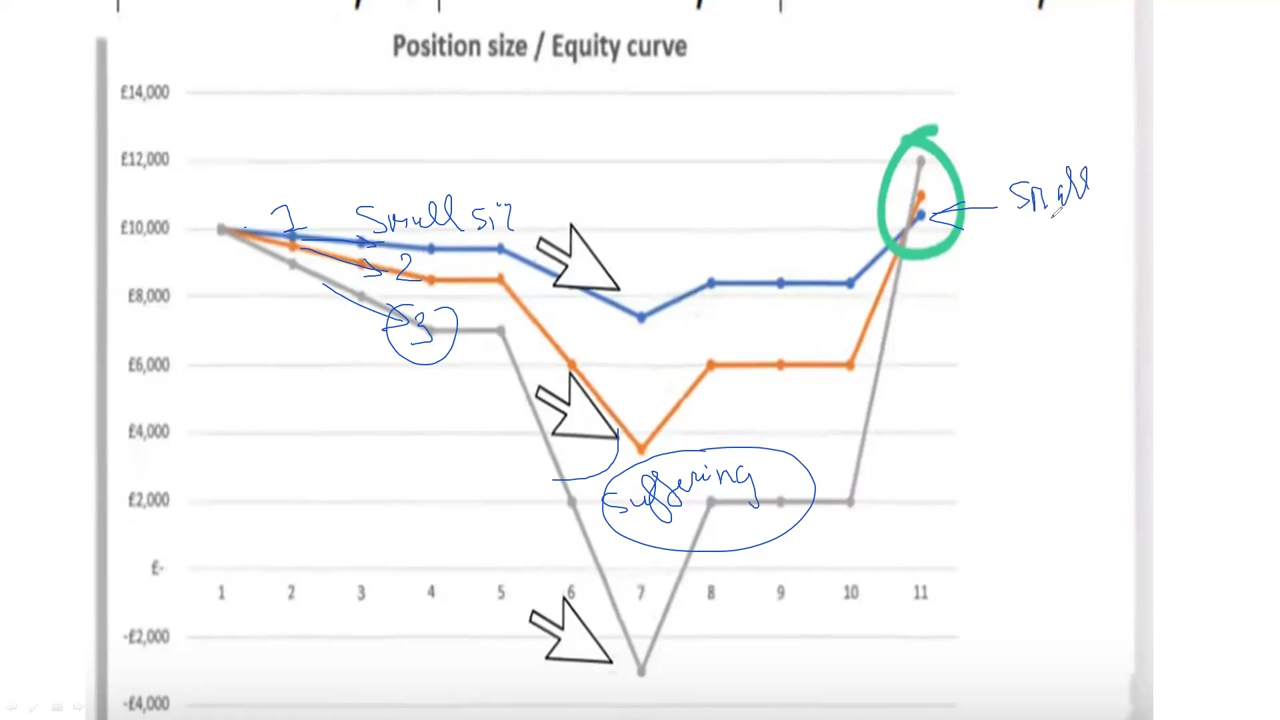 Position size / Equity curve
£14,000
£12,000
£10,000
£8,000
£6,000
£4,000
£2,000
£-
-£2,000
-£4,000
1 2 3 4 5 6 7 8 9 10 11
1
Small siz
2
3
Suffering
Small